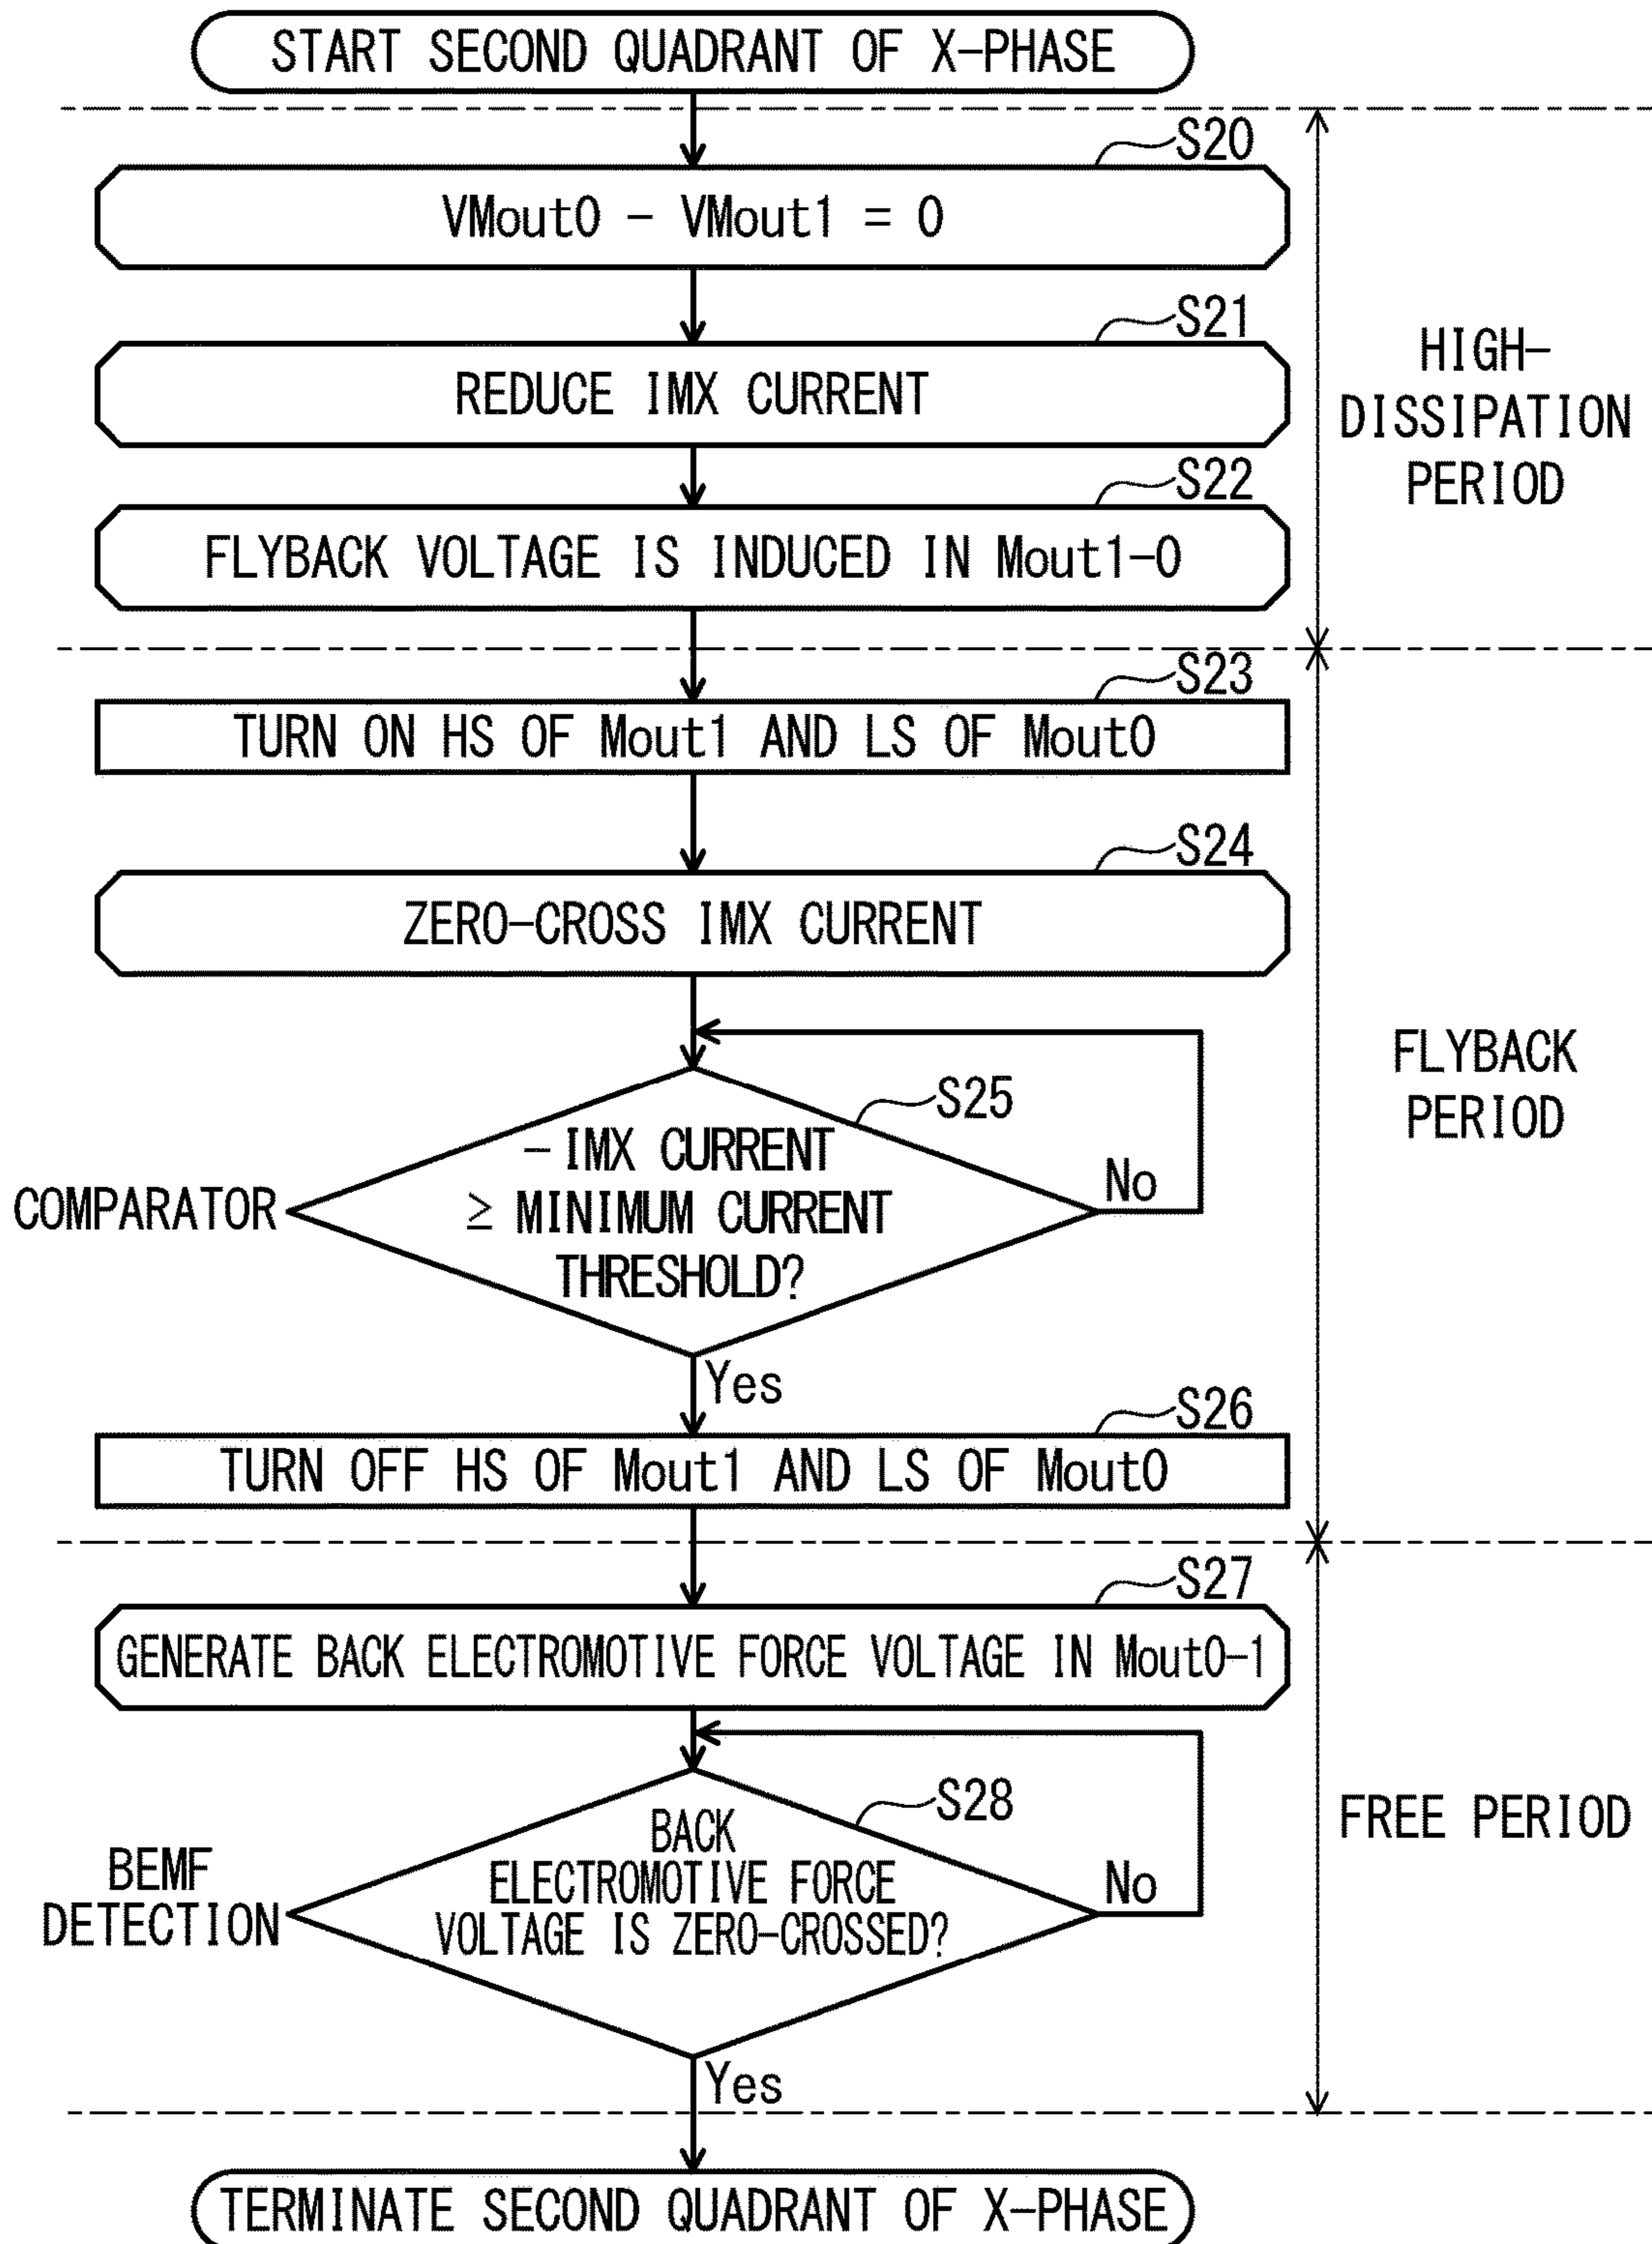 START SECOND QUADRANT OF X-PHASE
S20
VMout0 - VMout1 = 0
S21
REDUCE IMX CURRENT
S22
FLYBACK VOLTAGE IS INDUCED IN Mout1-0
HIGH-
DISSIPATION
PERIOD
S23
TURN ON HS OF Mout1 AND LS OF Mout0
S24
ZERO-CROSS IMX CURRENT
S25
- IMX CURRENT
≥ MINIMUM CURRENT
THRESHOLD?
COMPARATOR
No
Yes
S26
TURN OFF HS OF Mout1 AND LS OF Mout0
FLYBACK
PERIOD
S27
GENERATE BACK ELECTROMOTIVE FORCE VOLTAGE IN Mout0-1
S28
BACK
ELECTROMOTIVE FORCE
VOLTAGE IS ZERO-CROSSED?
BEMF
DETECTION
No
Yes
FREE PERIOD
TERMINATE SECOND QUADRANT OF X-PHASE